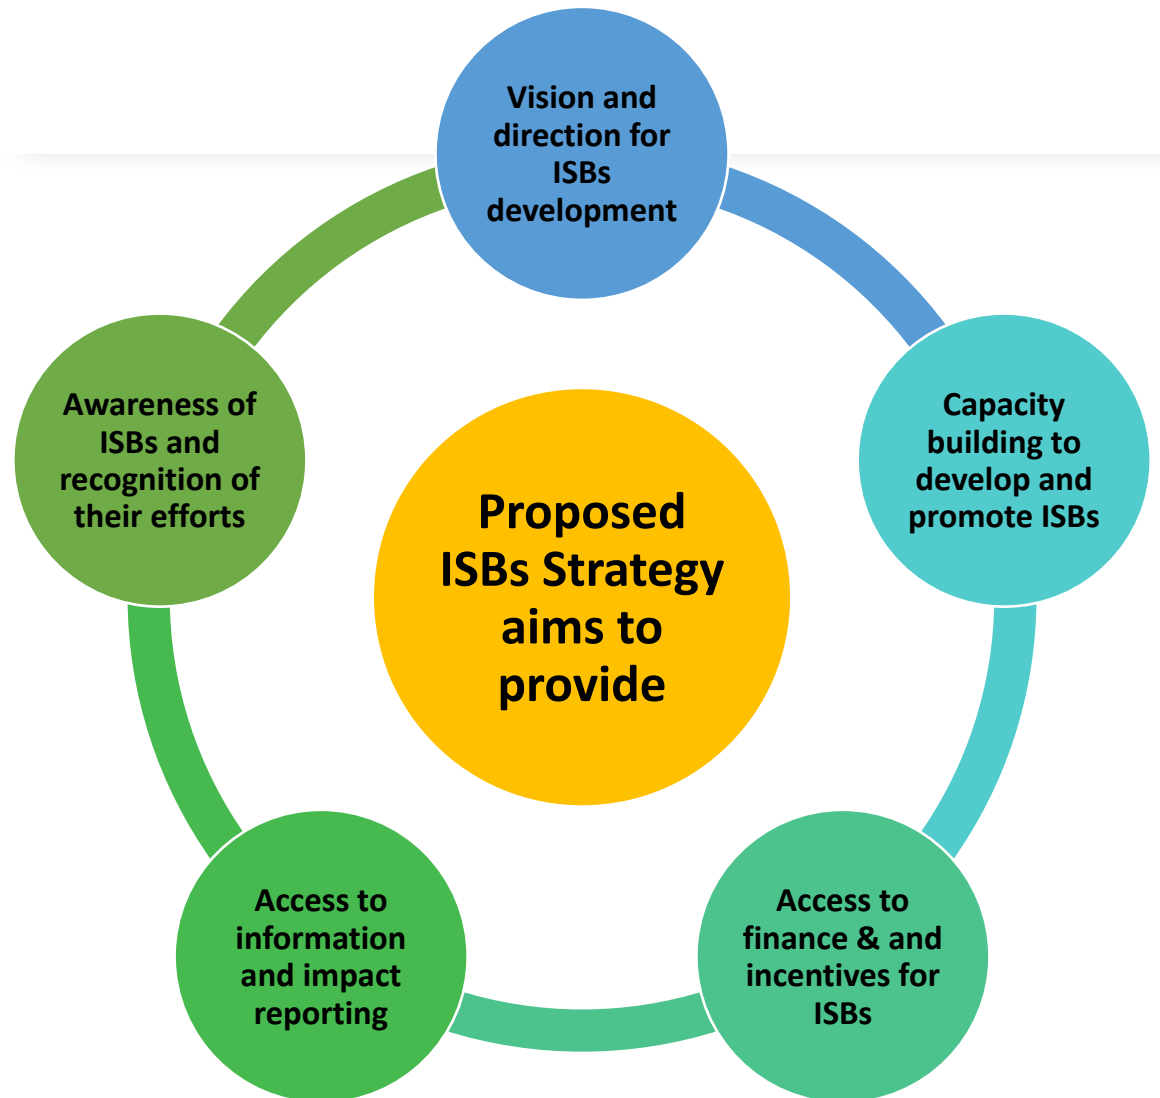 Vision and
direction for
ISBs
development
Capacity
building to
develop and
promote ISBs
Access to
finance & and
incentives for
ISBs
Access to
information
and impact
reporting
Awareness of
ISBs and
recognition of
their efforts
Proposed
ISBs Strategy
aims to
provide